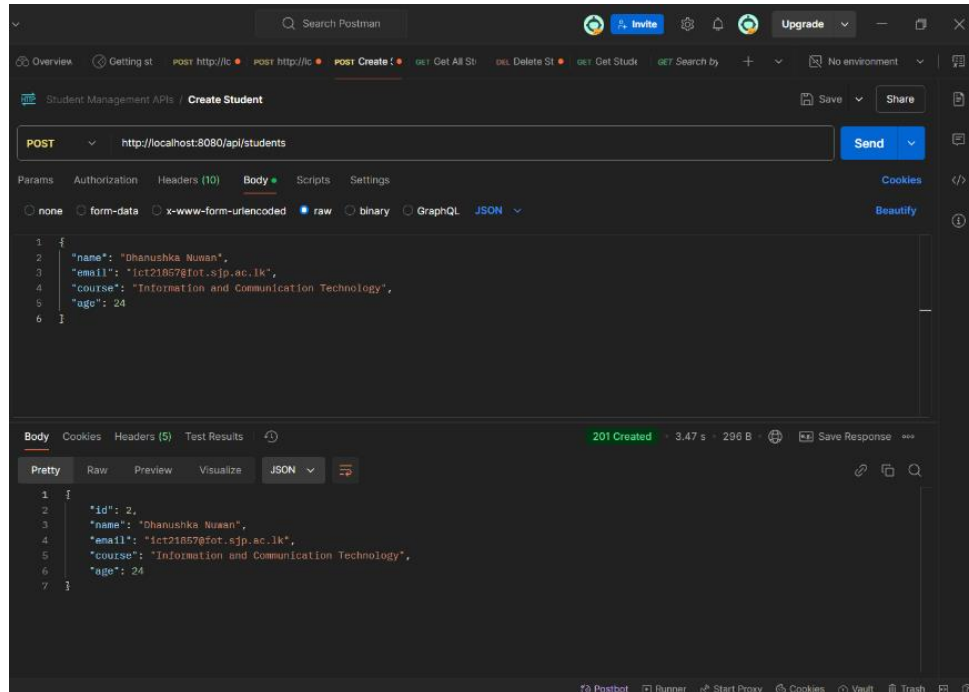 Search Postman
Invite
Upgrade
Overview
Getting st
POST http://lc
POST http://lc
POST Create S
GET Get All St
DEL Delete St
GET Get Stude
GET Search by
No environment
Student Management APIs / Create Student
Save
Share
POST
http://localhost:8080/api/students
Send
Params
Authorization
Headers (10)
Body
Scripts
Settings
Cookies
none
form-data
x-www-form-urlencoded
raw
binary
GraphQL
JSON
Beautify
1 {
2 "name": "Dhanushka Nuwan",
3 "email": "ict21857@fot.sjp.ac.lk",
4 "course": "Information and Communication Technology",
5 "age": 24
6 }
Body
Cookies
Headers (5)
Test Results
201 Created
3.47 s
296 B
Save Response
Pretty
Raw
Preview
Visualize
JSON
1 {
2 "id": 2,
3 "name": "Dhanushka Nuwan",
4 "email": "ict21857@fot.sjp.ac.lk",
5 "course": "Information and Communication Technology",
6 "age": 24
7 }
Postbot
Runner
Start Proxy
Cookies
Vault
Trash